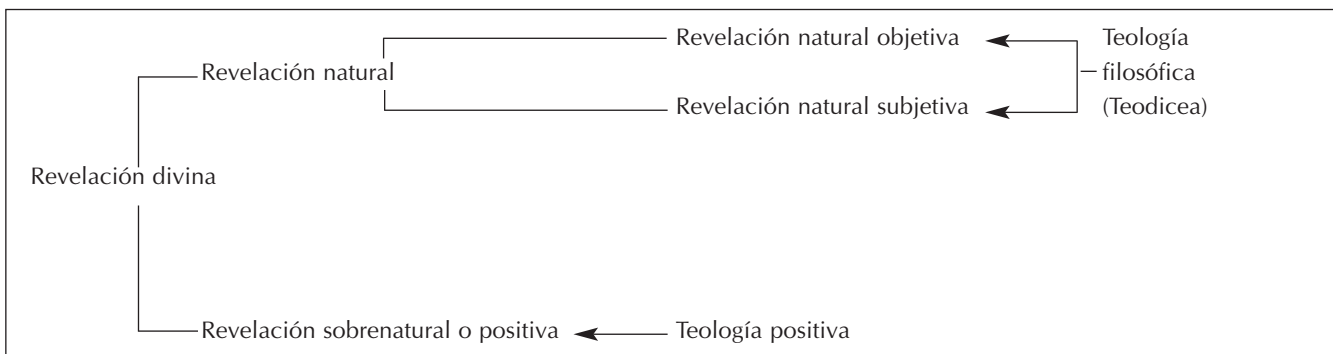 Revelación natural objetiva
Teología
Revelación natural
filosófica
Revelación natural subjetiva
(Teodicea)
Revelación divina
Revelación sobrenatural o positiva
Teología positiva